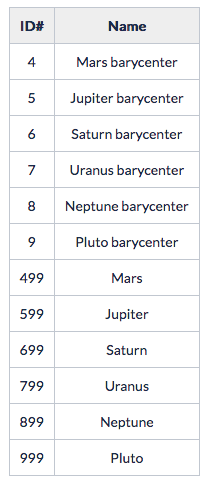 ID# Name
4 Mars barycenter
5 Jupiter barycenter
6 Saturn barycenter
7 Uranus barycenter
8 Neptune barycenter
9 Pluto barycenter
499 Mars
599 Jupiter
699 Saturn
799 Uranus
899 Neptune
999 Pluto